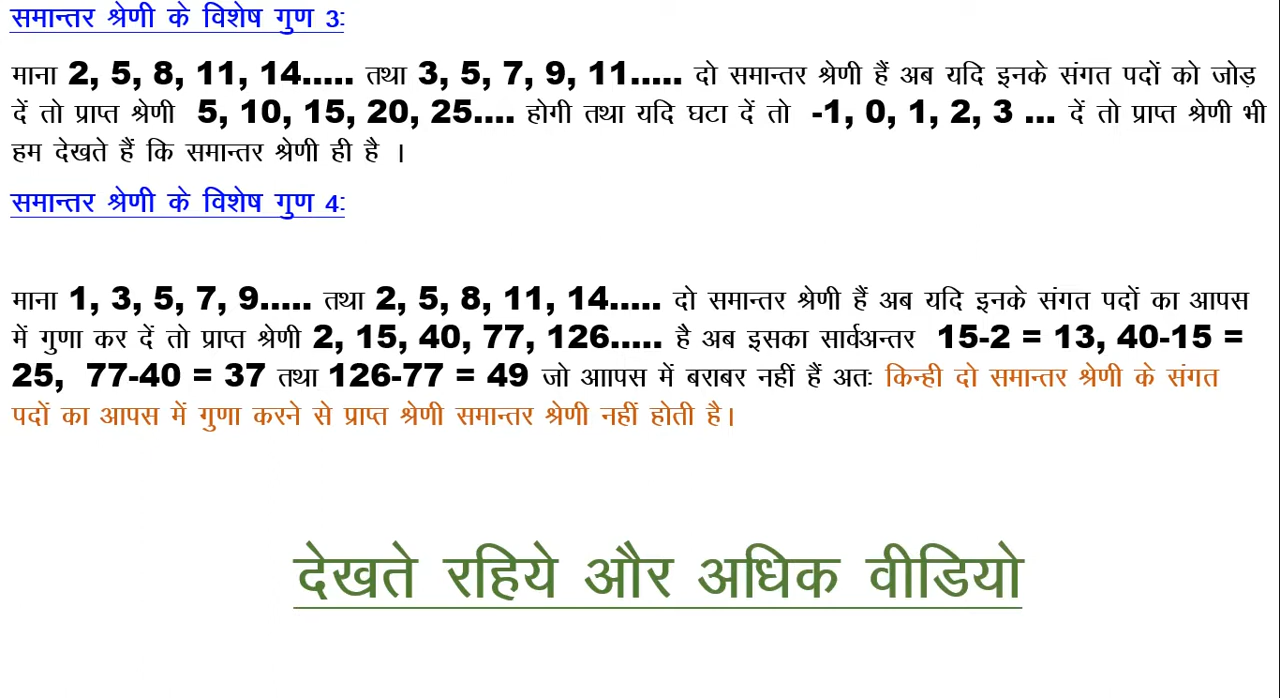 समान्तर श्रेणी के विशेष गुण 3:
माना 2, 5, 8, 11, 14..... तथा 3, 5, 7, 9, 11..... दो समान्तर श्रेणी हैं अब यदि इनके संगत पदों को जोड़
दें तो प्राप्त श्रेणी 5, 10, 15, 20, 25.... होगी तथा यदि घटा दें तो -1, 0, 1, 2, 3 ... दें तो प्राप्त श्रेणी भी
हम देखते हैं कि समान्तर श्रेणी ही है ।
समान्तर श्रेणी के विशेष गुण 4:
माना 1, 3, 5, 7, 9..... तथा 2, 5, 8, 11, 14..... दो समान्तर श्रेणी हैं अब यदि इनके संगत पदों का आपस
में गुणा कर दें तो प्राप्त श्रेणी 2, 15, 40, 77, 126..... है अब इसका सार्वअन्तर 15-2 = 13, 40-15 =
25, 77-40 = 37 तथा 126-77 = 49 जो आापस में बराबर नहीं हैं अतः किन्ही दो समान्तर श्रेणी के संगत
पदों का आपस में गुणा करने से प्राप्त श्रेणी समान्तर श्रेणी नहीं होती है।
देखते रहिये और अधिक वीडियो